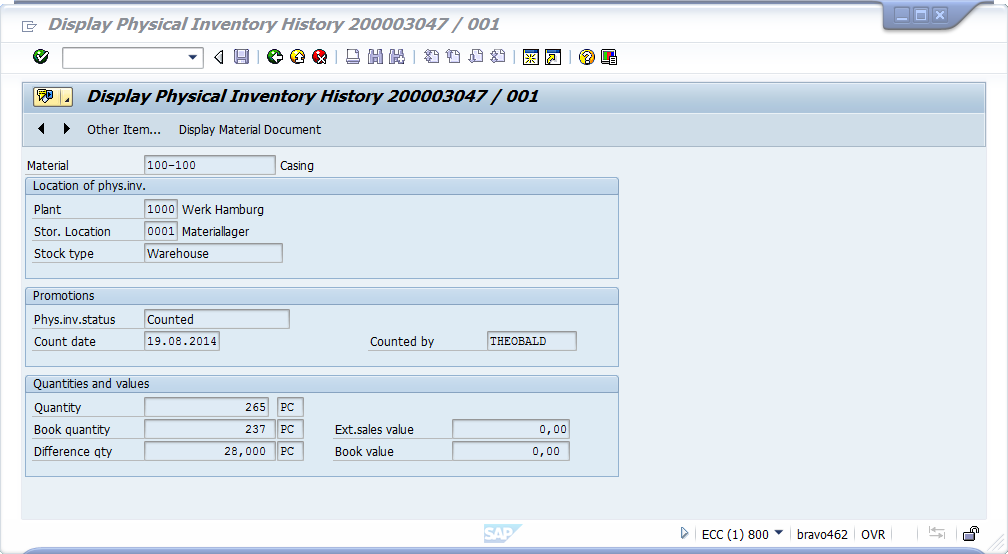 Display Physical Inventory History 200003047 / 001
Display Physical Inventory History 200003047 / 001
Other Item... Display Material Document
Material 100-100 Casing
Location of phys.inv.
Plant 1000 Werk Hamburg
Stor. Location 0001 Materiallager
Stock type Warehouse
Promotions
Phys.inv.status Counted
Count date 19.08.2014 Counted by THEOBALD
Quantities and values
Quantity 265 PC
Book quantity 237 PC Ext.sales value 0,00
Difference qty 28,000 PC Book value 0,00
SAP ECC (1) 800 bravo462 OVR